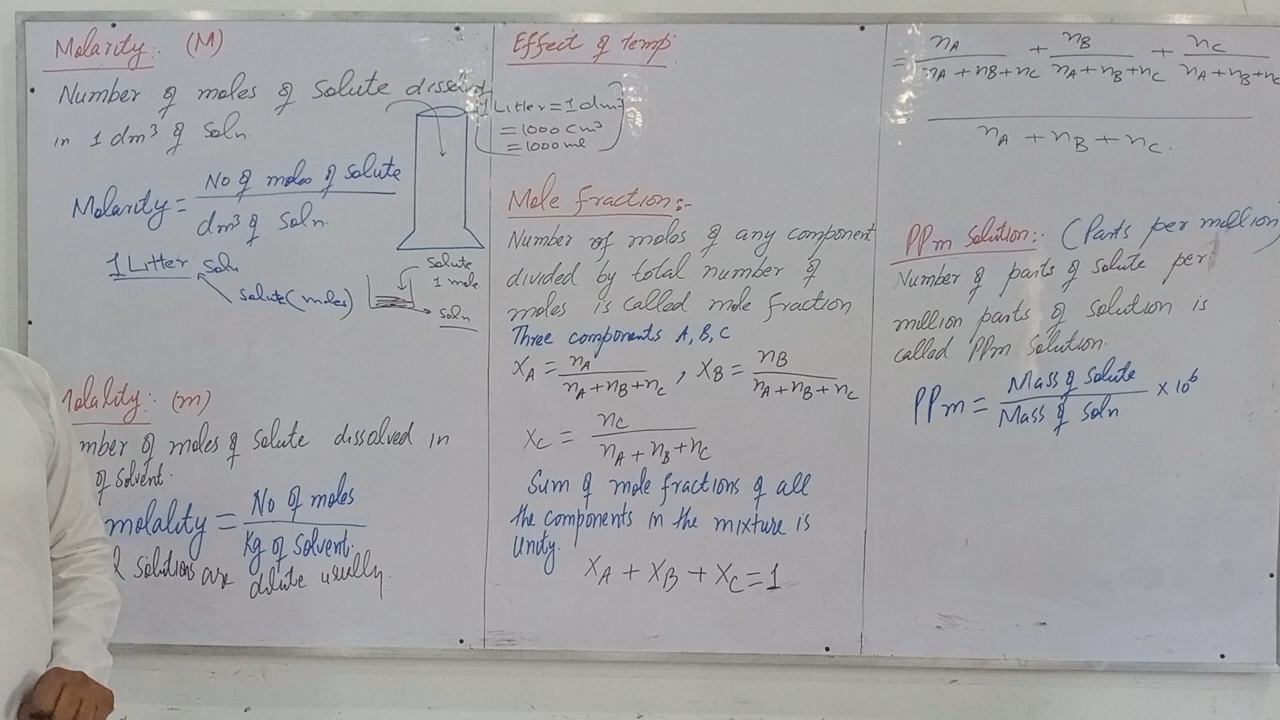 Molarity: (M)
Number of moles of Solute dissolved
in 1 dm³ of soln.
Molarity = No of moles of solute / dm³ of Soln.
1 Litter Soln
solute (moles)
Solute
1 mole
soln
molality: (m)
mber of moles of solute dissolved in
of solvent.
molality = No of moles / Kg of Solvent.
solutions are dilute usually.
Effect of temp:
1 Litter = 1 dm³
= 1000 cm³
= 1000 ml
Mole fraction:-
Number of moles of any component
divided by total number of
moles is called mole fraction
Three components A, B, C
X_A = n_A / n_A + n_B + n_C , X_B = n_B / n_A + n_B + n_C
X_C = n_C / n_A + n_B + n_C
Sum of mole fractions of all
the components in the mixture is
Unity.
X_A + X_B + X_C = 1
= n_A / n_A + n_B + n_C + n_B / n_A + n_B + n_C + n_C / n_A + n_B + n_C
n_A + n_B + n_C.
PPm Solution:. (Parts per million)
Number of parts of solute per
million parts of solution is
called PPm Solution.
PPm = Mass of solute / Mass of soln × 10⁶